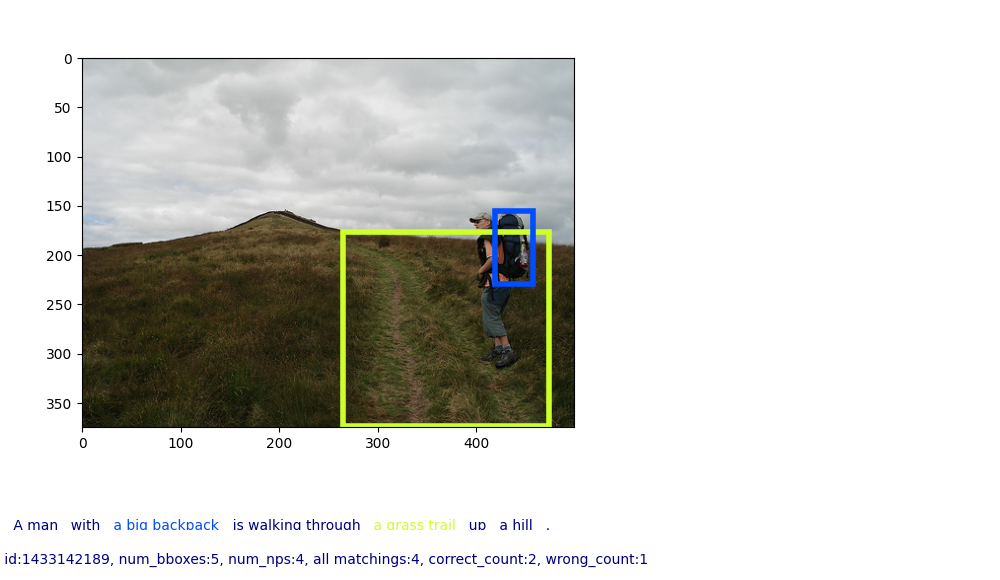 0
50
100
150
200
250
300
350
0 100 200 300 400
A man with a big backpack is walking through a grass trail up a hill .
id:1433142189, num_bboxes:5, num_nps:4, all matchings:4, correct_count:2, wrong_count:1